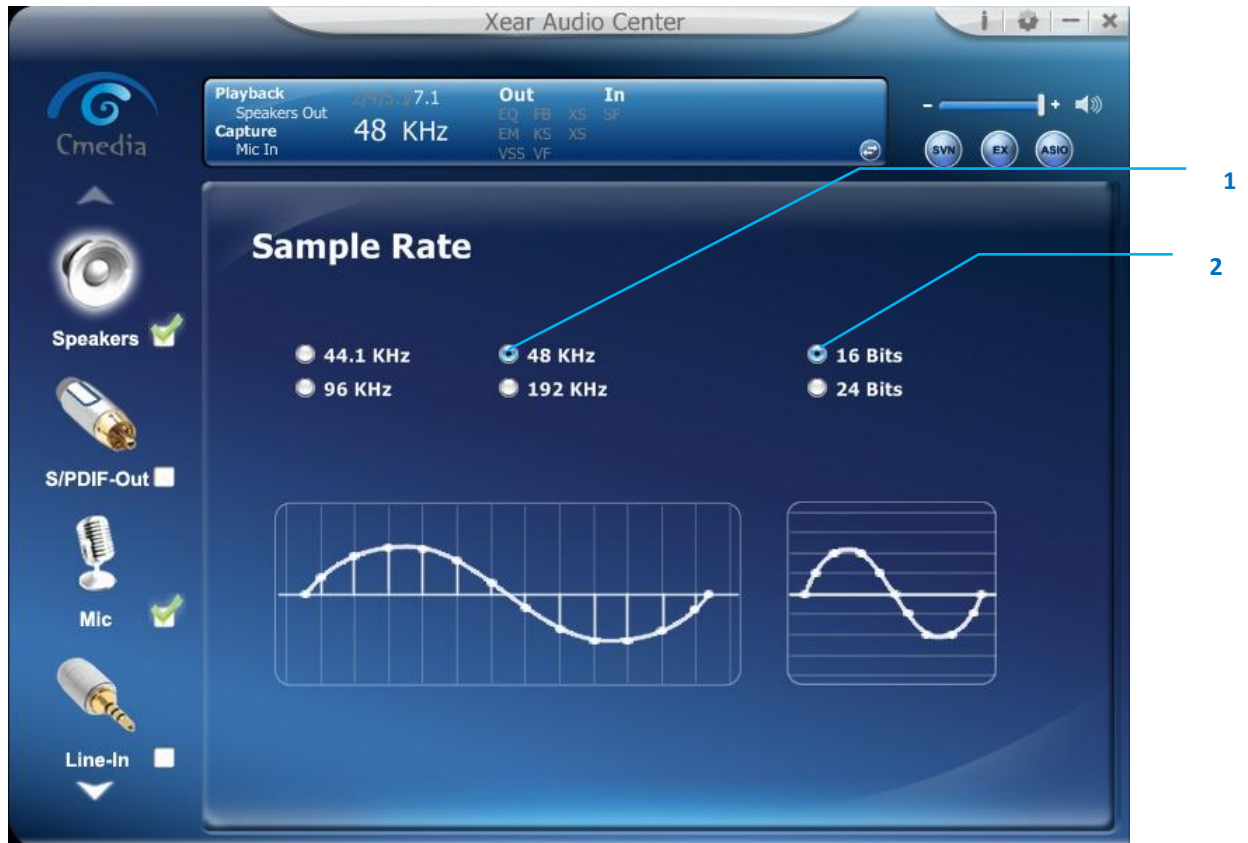 Xear Audio Center
i
Cmedia
Playback 7.1 Out In
Speakers Out EQ FB XS SF
Capture 48 KHz EM KS XS
Mic In VSS VF
- +
SVN EX ASIO
1
Sample Rate
2
Speakers
44.1 KHz 48 KHz 16 Bits
96 KHz 192 KHz 24 Bits
S/PDIF-Out
Mic
Line-In